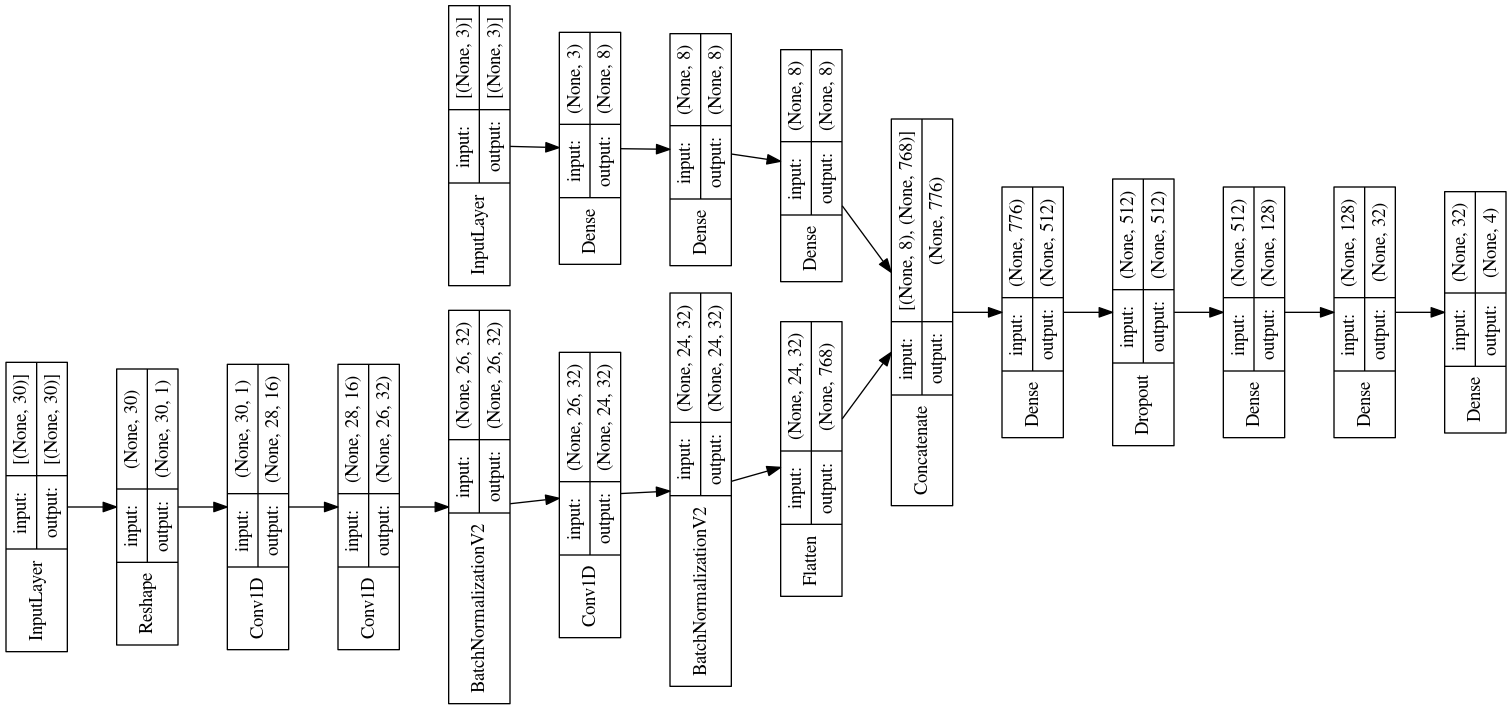 InputLayer
input:
[(None, 30)]
output:
[(None, 30)]
Reshape
input:
(None, 30)
output:
(None, 30, 1)
Conv1D
input:
(None, 30, 1)
output:
(None, 28, 16)
Conv1D
input:
(None, 28, 16)
output:
(None, 26, 32)
BatchNormalizationV2
input:
(None, 26, 32)
output:
(None, 26, 32)
InputLayer
input:
[(None, 3)]
output:
[(None, 3)]
Conv1D
input:
(None, 26, 32)
output:
(None, 24, 32)
Dense
input:
(None, 3)
output:
(None, 8)
BatchNormalizationV2
input:
(None, 24, 32)
output:
(None, 24, 32)
Dense
input:
(None, 8)
output:
(None, 8)
Flatten
input:
(None, 24, 32)
output:
(None, 768)
Dense
input:
(None, 8)
output:
(None, 8)
Concatenate
input:
[(None, 8), (None, 768)]
output:
(None, 776)
Dense
input:
(None, 776)
output:
(None, 512)
Dropout
input:
(None, 512)
output:
(None, 512)
Dense
input:
(None, 512)
output:
(None, 128)
Dense
input:
(None, 128)
output:
(None, 32)
Dense
input:
(None, 32)
output:
(None, 4)